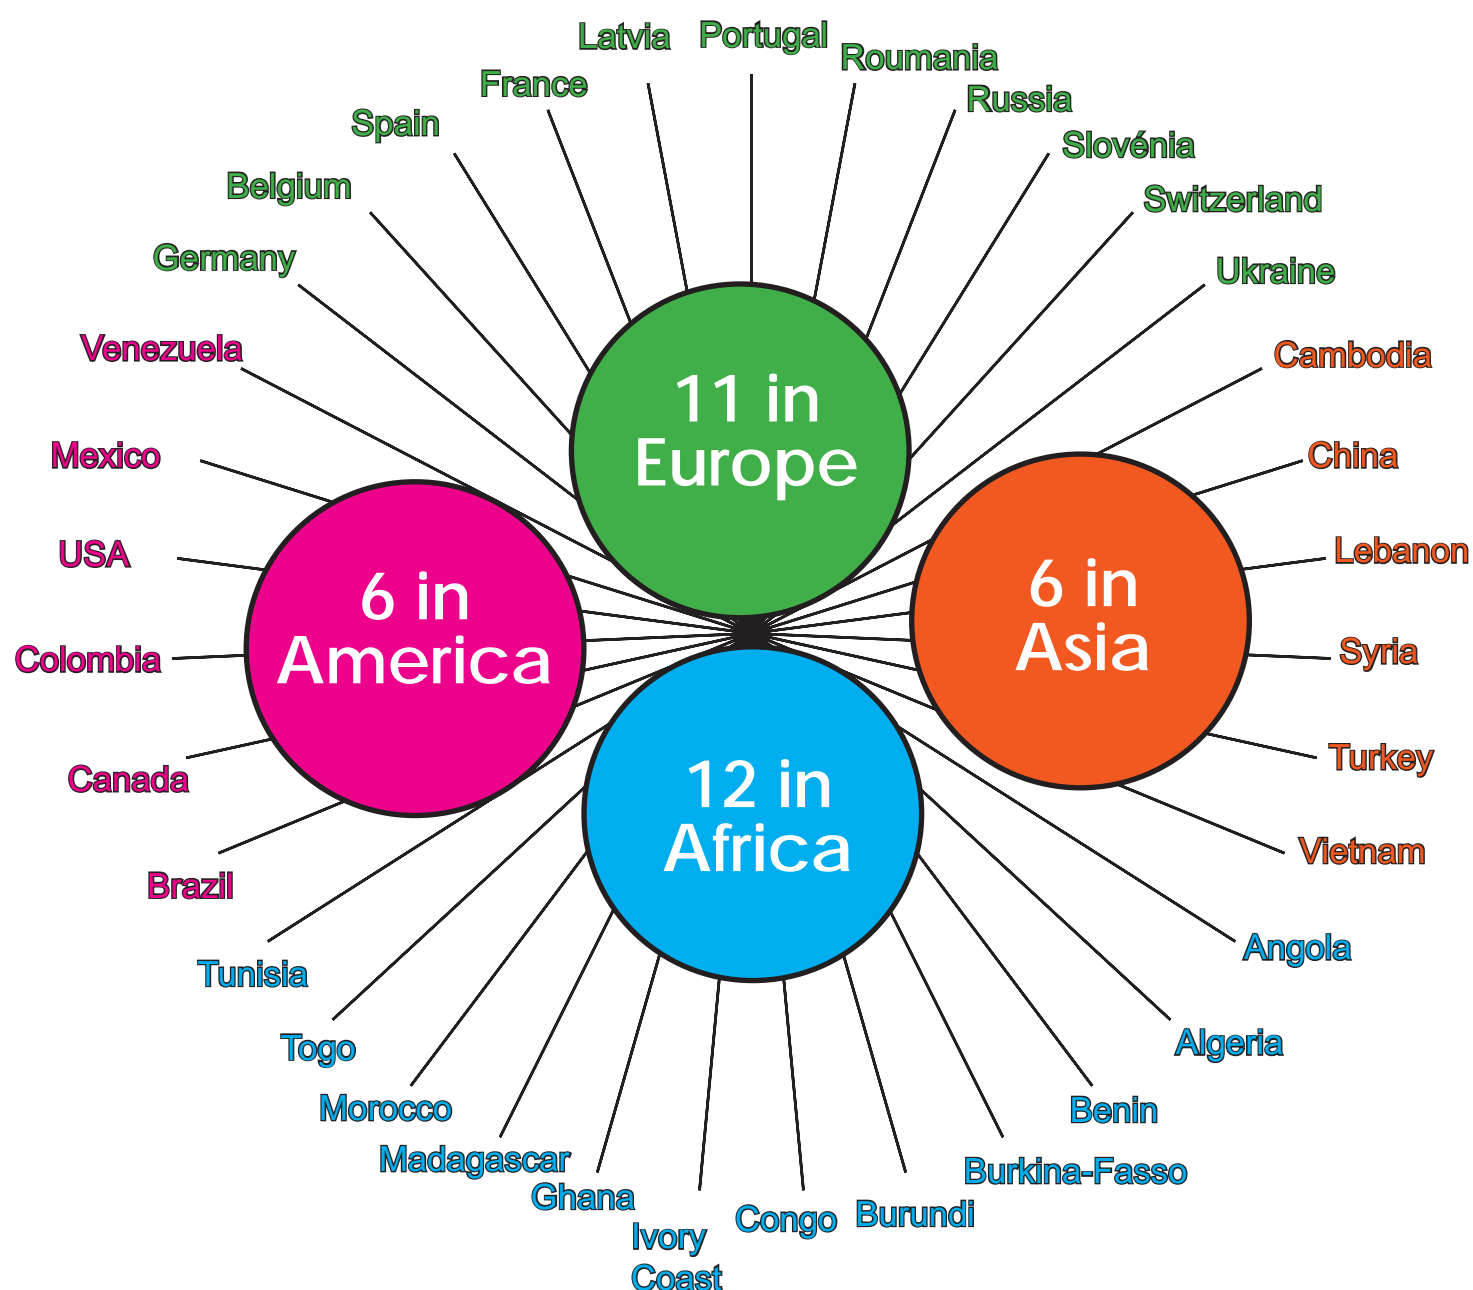 Latvia
Portugal
Roumania
France
Russia
Spain
Slovénia
Belgium
Switzerland
Germany
Ukraine
Venezuela
Cambodia
11 in
Europe
Mexico
China
USA
Lebanon
6 in
America
6 in
Asia
Colombia
Syria
Canada
Turkey
12 in
Africa
Brazil
Vietnam
Tunisia
Angola
Togo
Algeria
Morocco
Benin
Madagascar
Burkina-Fasso
Ghana
Ivory
Coast
Congo
Burundi